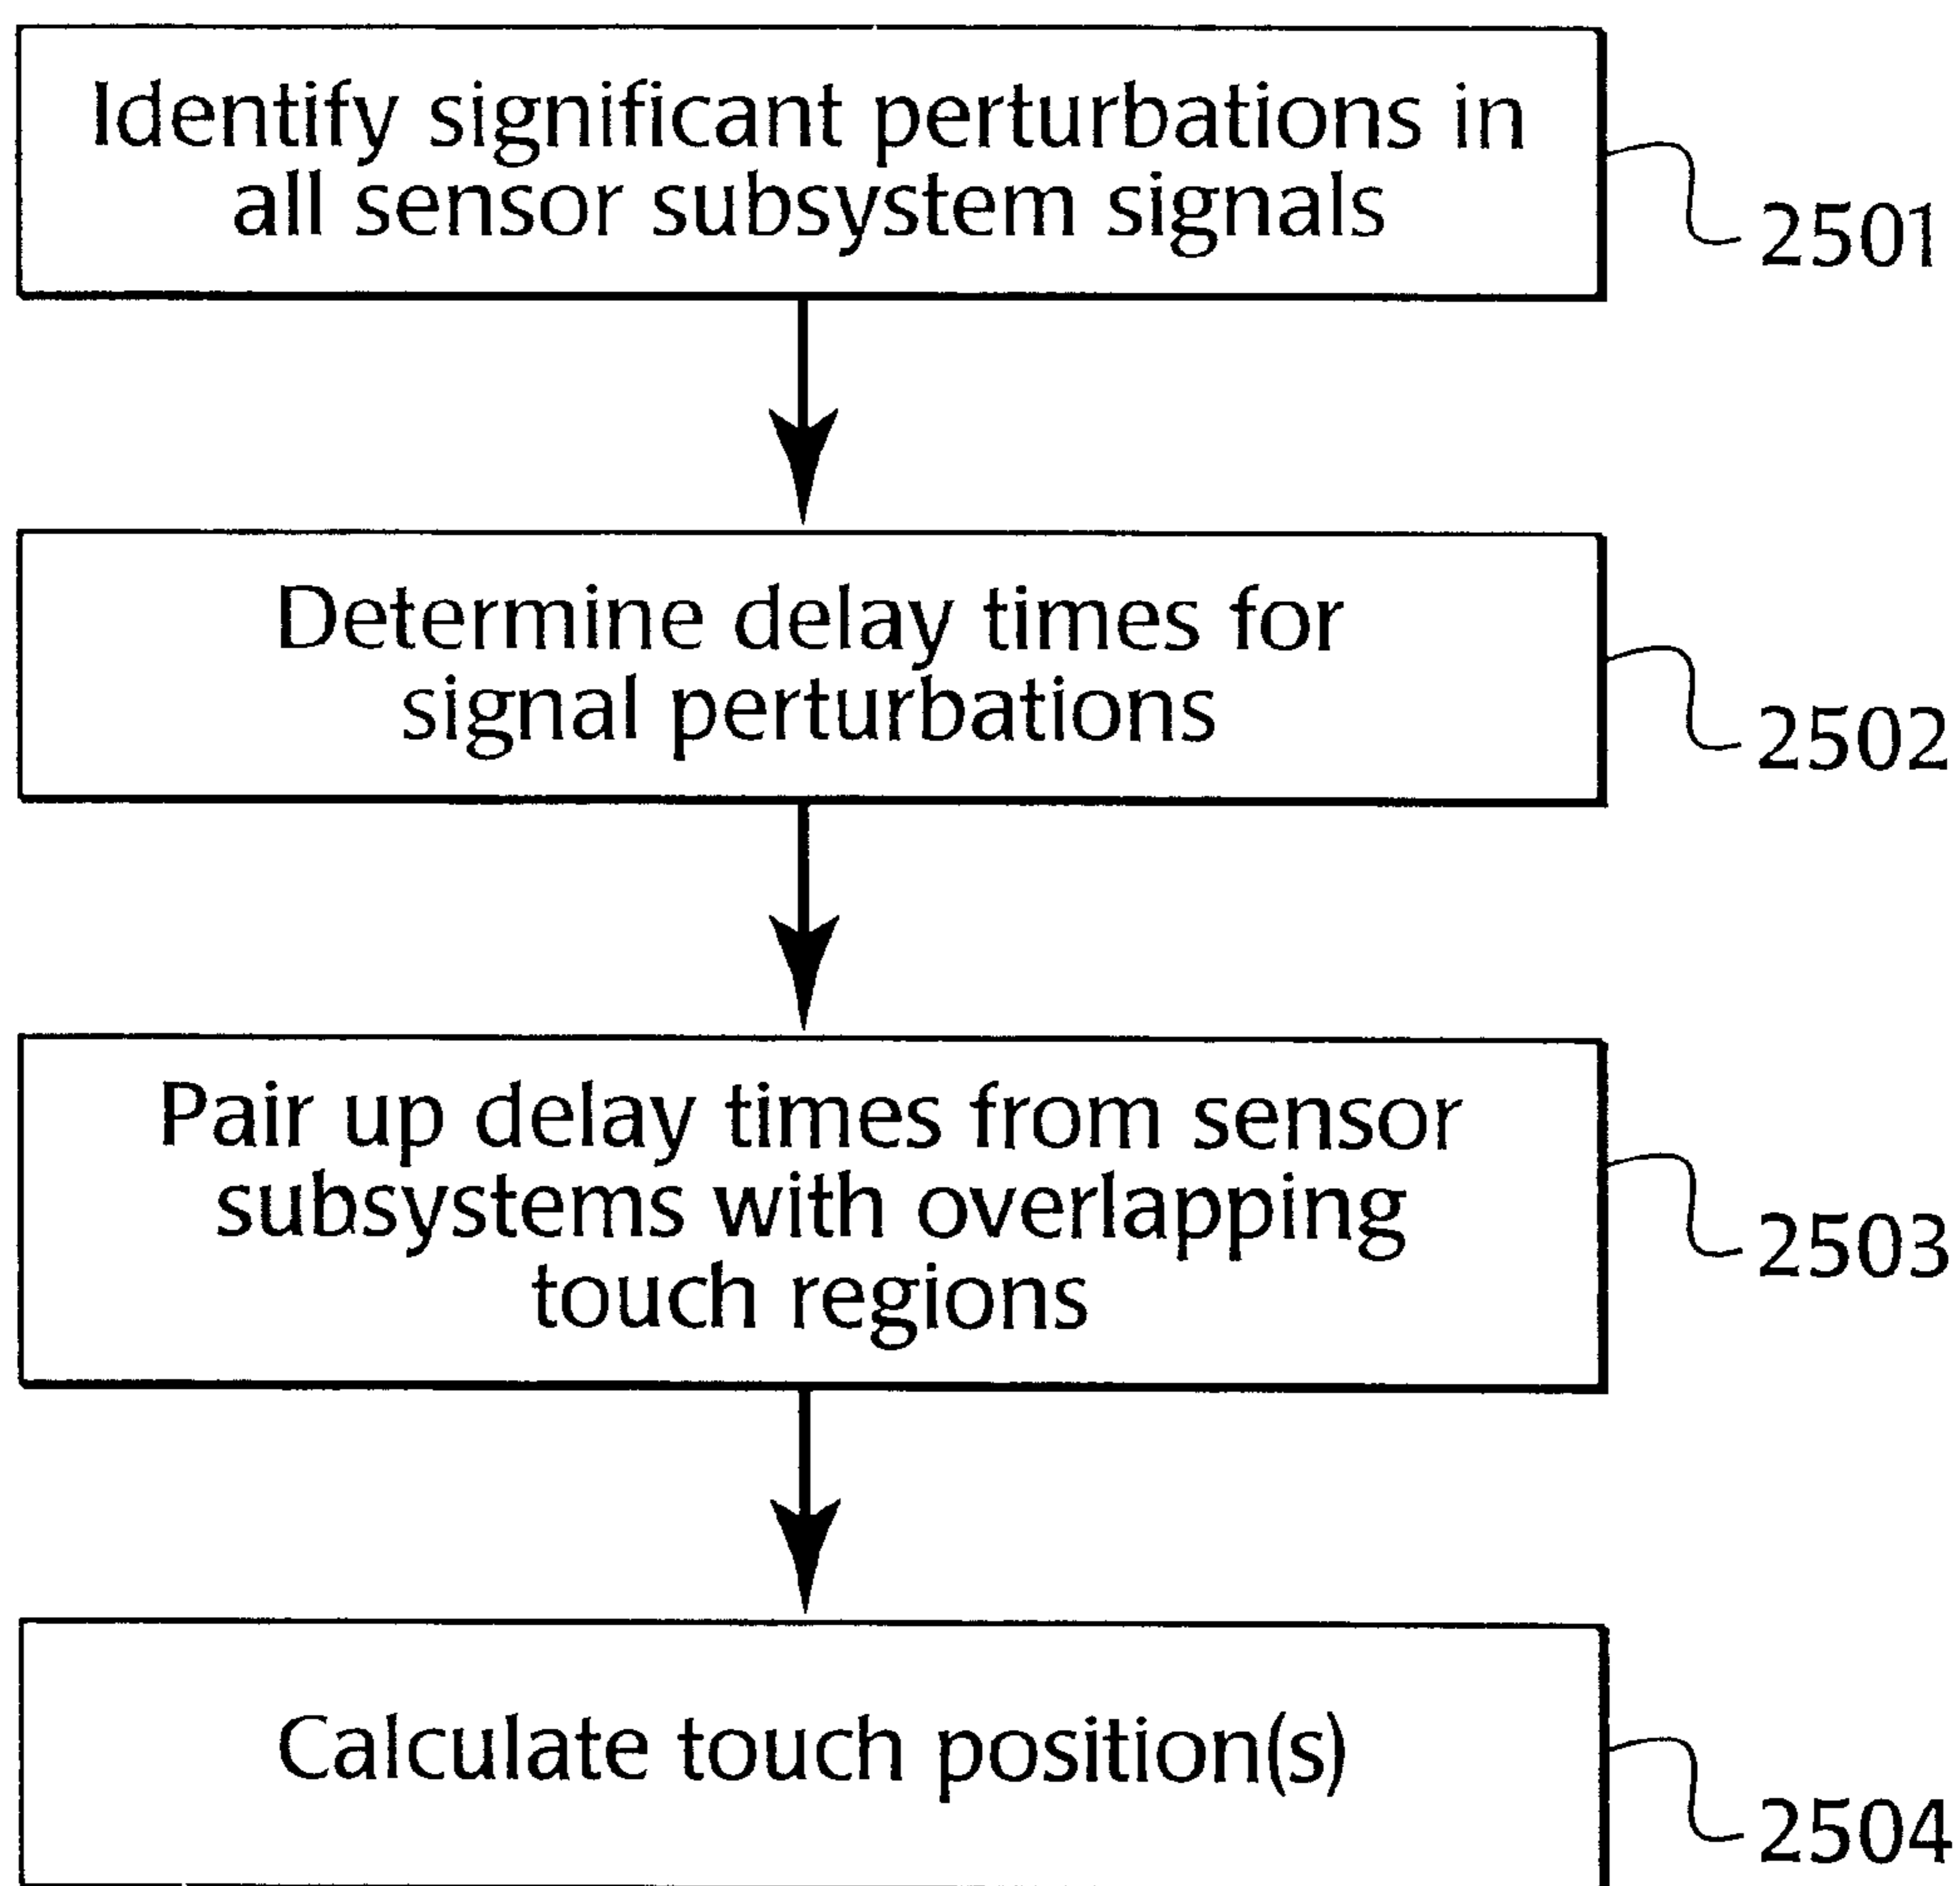 Identify significant perturbations in
all sensor subsystem signals
2501
Determine delay times for
signal perturbations
2502
Pair up delay times from sensor
subsystems with overlapping
touch regions
2503
Calculate touch position(s)
2504